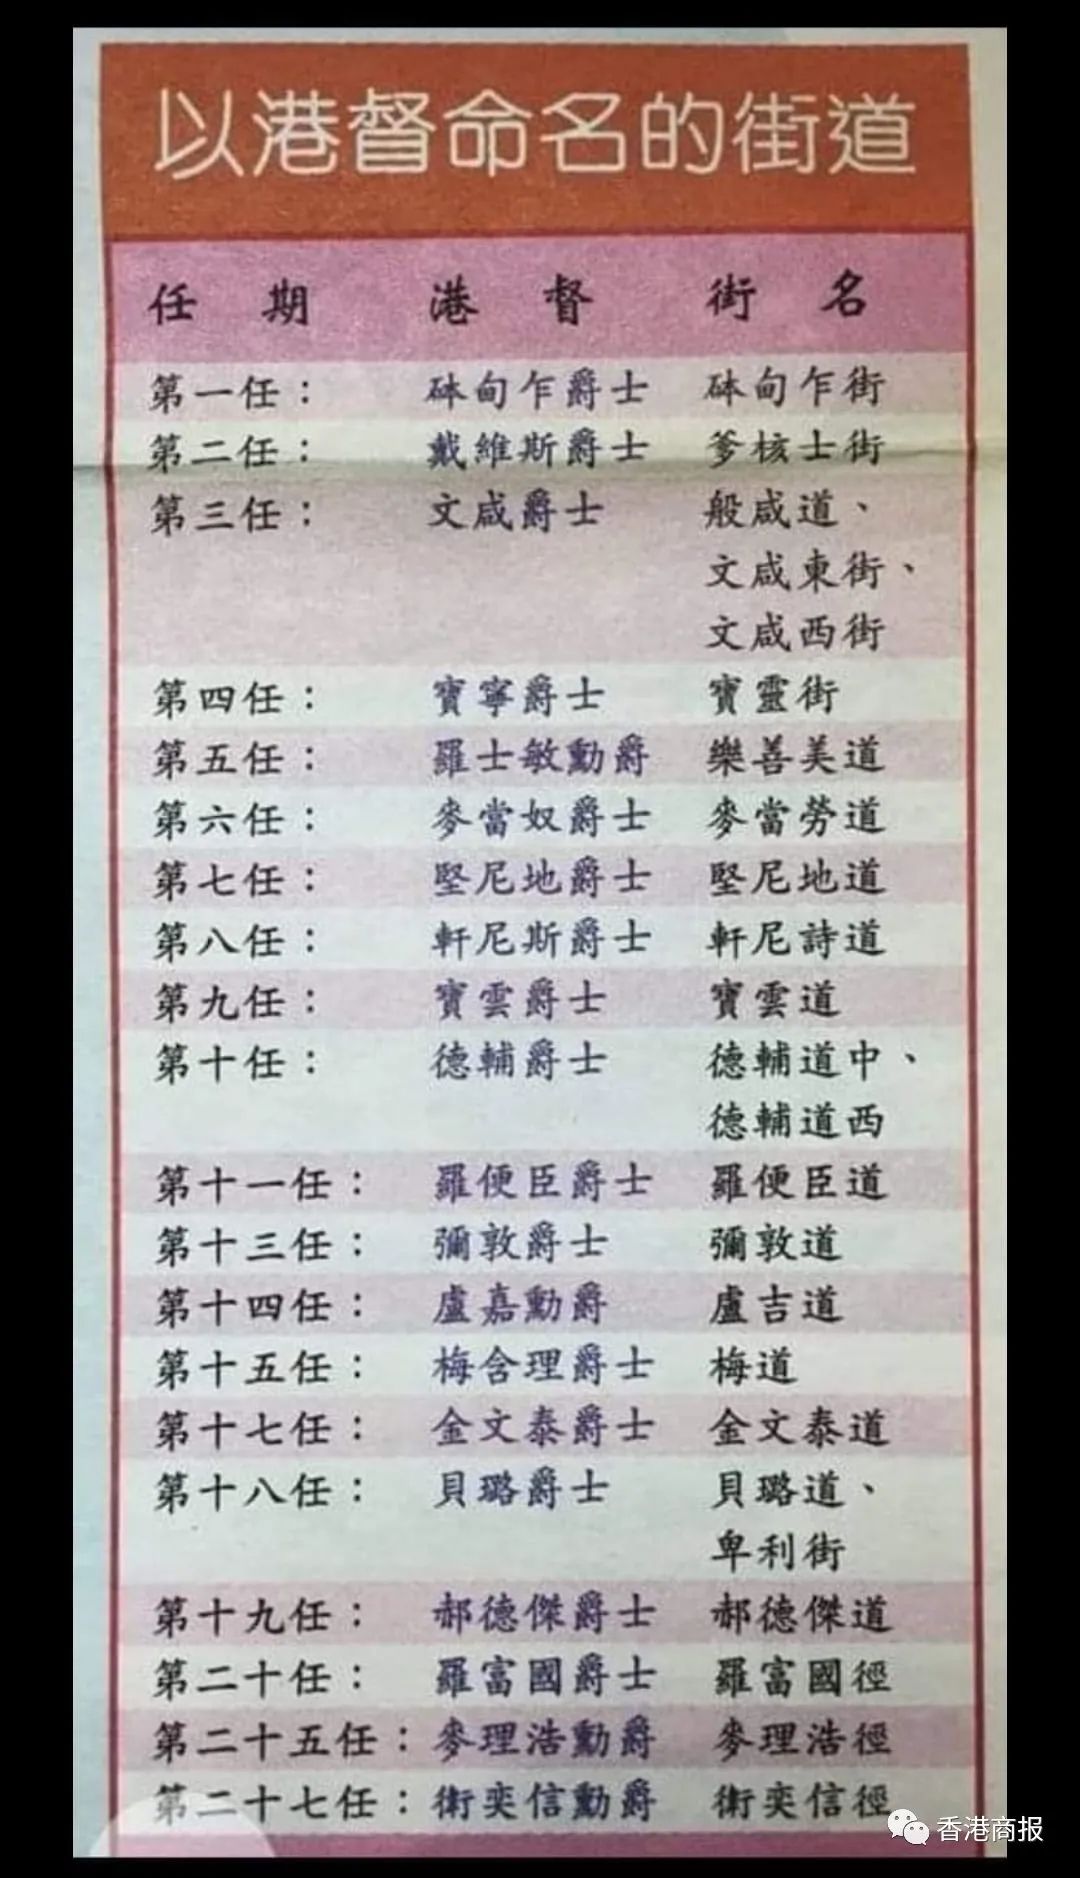 以港督命名的街道
任期 港督 街名
第一任： 砵甸乍爵士 砵甸乍街
第二任： 戴維斯爵士 爹核士街
第三任： 文咸爵士 般咸道、
文咸東街、
文咸西街
第四任： 寶寧爵士 寶靈街
第五任： 羅士敏勳爵 樂善美道
第六任： 麥當奴爵士 麥當勞道
第七任： 堅尼地爵士 堅尼地道
第八任： 軒尼斯爵士 軒尼詩道
第九任： 寶雲爵士 寶雲道
第十任： 德輔爵士 德輔道中、
德輔道西
第十一任： 羅便臣爵士 羅便臣道
第十三任： 彌敦爵士 彌敦道
第十四任： 盧嘉勳爵 盧吉道
第十五任： 梅含理爵士 梅道
第十七任： 金文泰爵士 金文泰道
第十八任： 貝璐爵士 貝璐道、
卑利街
第十九任： 郝德傑爵士 郝德傑道
第二十任： 羅富國爵士 羅富國徑
第二十五任： 麥理浩勳爵 麥理浩徑
第二十七任： 衛奕信勳爵 衛奕信徑
香港商报